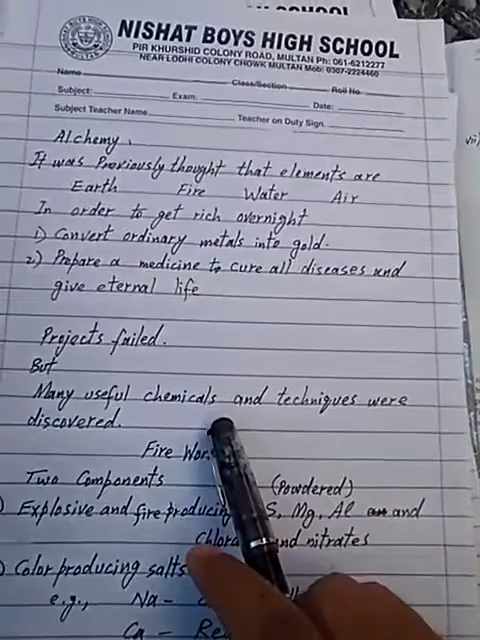 SCHOOL
NISHAT BOYS HIGH SCHOOL
PIR KHURSHID COLONY ROAD, MULTAN Ph: 061-6212277
NEAR LODHI COLONY CHOWK MULTAN Mob: 0307-2224460
Name Class/Section Roll No.
Subject: Exam. Date:
Subject Teacher Name Teacher on Duty Sign.
vii)
Alchemy.
It was Previously thought that elements are
Earth Fire Water Air
In order to get rich overnight
1) Convert ordinary metals into gold.
2) Prepare a medicine to cure all diseases and
give eternal life
Projects failed.
But
Many useful chemicals and techniques were
discovered.
Fire
Two Components (Powdered)
) Explosive and fire producing S, Mg, Al and
and nitrates
) Color producing salts
e.g., Na-
Ca -